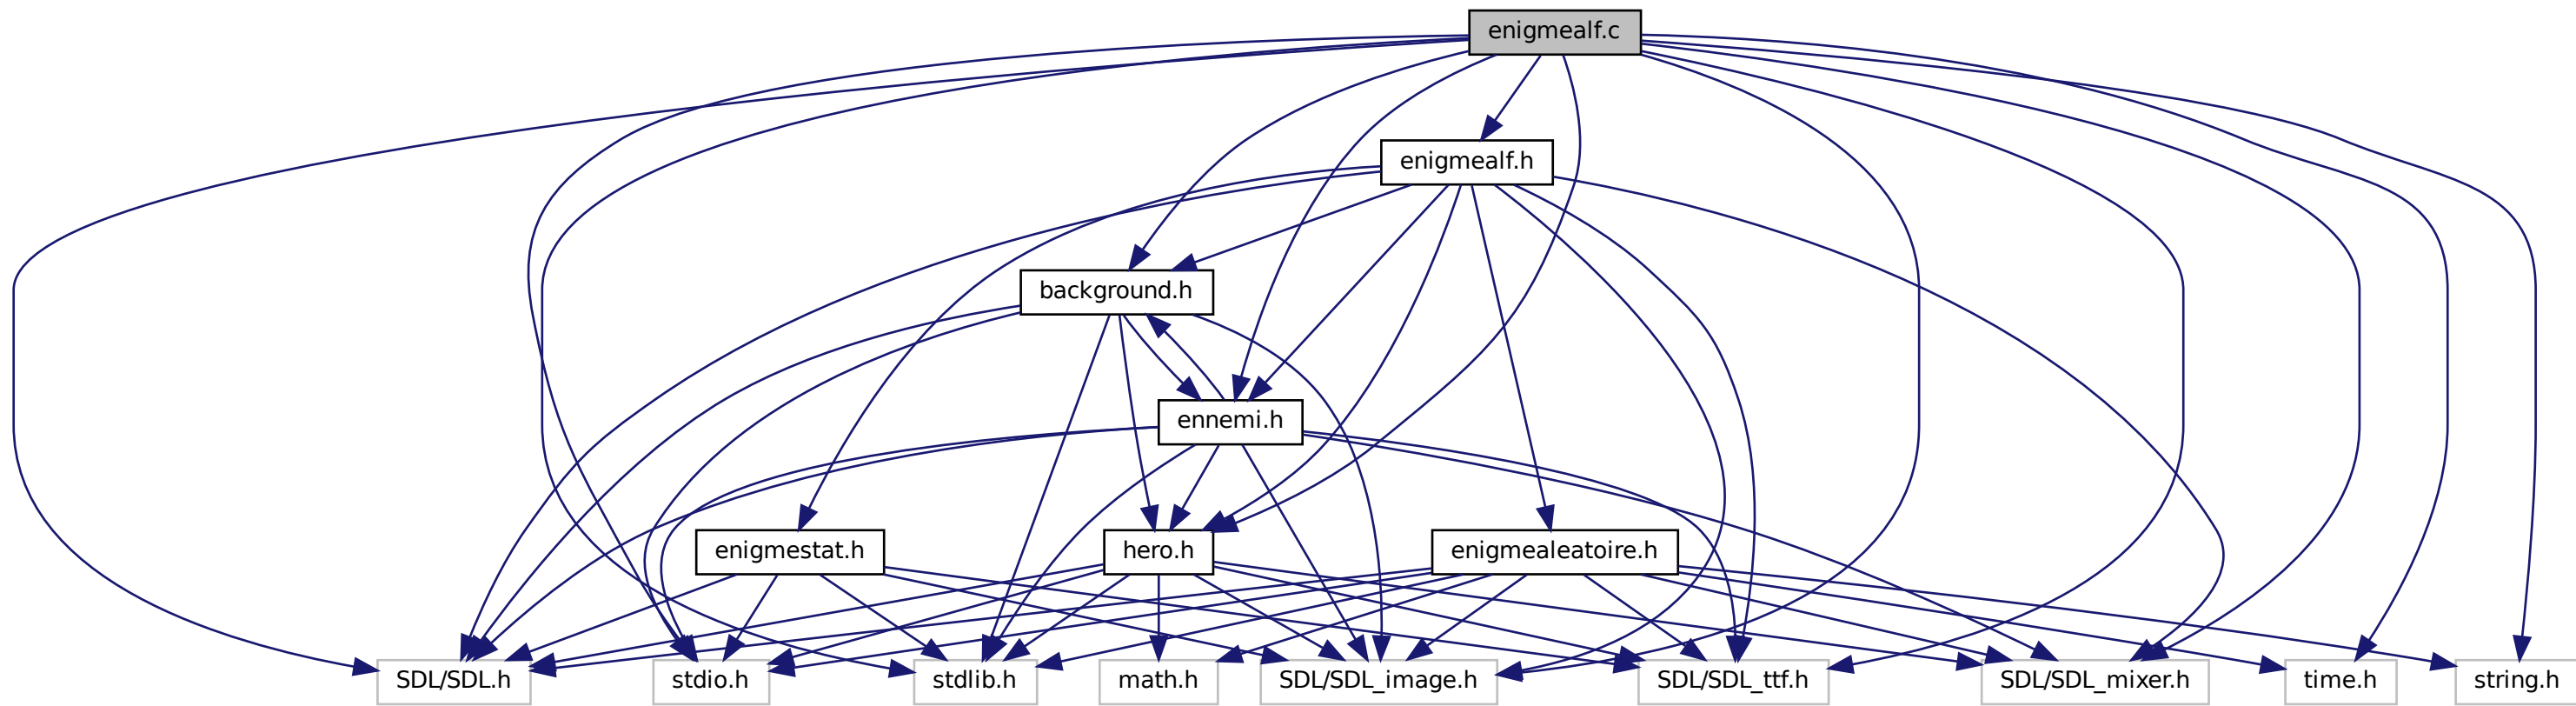 enigmealf.c
enigmealf.h
background.h
ennemi.h
enigmestat.h
hero.h
enigmealeatoire.h
SDL/SDL.h
stdio.h
stdlib.h
math.h
SDL/SDL_image.h
SDL/SDL_ttf.h
SDL/SDL_mixer.h
time.h
string.h